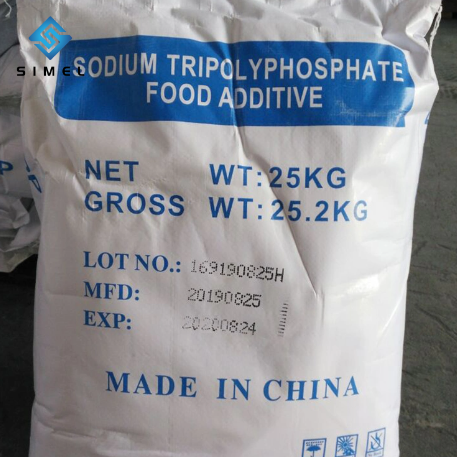 SIMEL
SODIUM TRIPOLYPHOSPHATE
FOOD ADDITIVE
NET WT: 25KG
GROSS WT: 25.2KG
LOT NO.: 169190825H
MFD: 20190825
EXP: 20200824
MADE IN CHINA